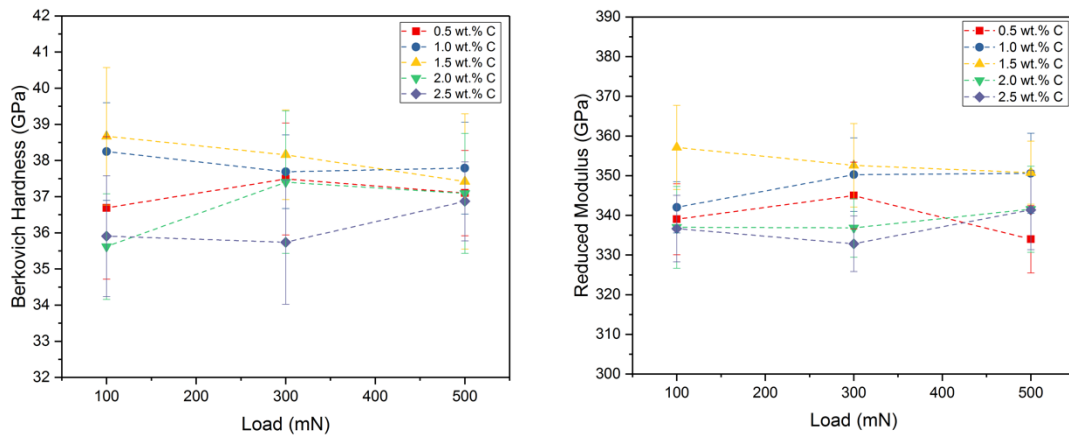 42
41
40
39
38
37
36
35
34
33
32
Berkovich Hardness (GPa)
100
200
300
400
500
Load (mN)
0.5 wt.% C
1.0 wt.% C
1.5 wt.% C
2.0 wt.% C
2.5 wt.% C
390
380
370
360
350
340
330
320
310
300
Reduced Modulus (GPa)
100
200
300
400
500
Load (mN)
0.5 wt.% C
1.0 wt.% C
1.5 wt.% C
2.0 wt.% C
2.5 wt.% C